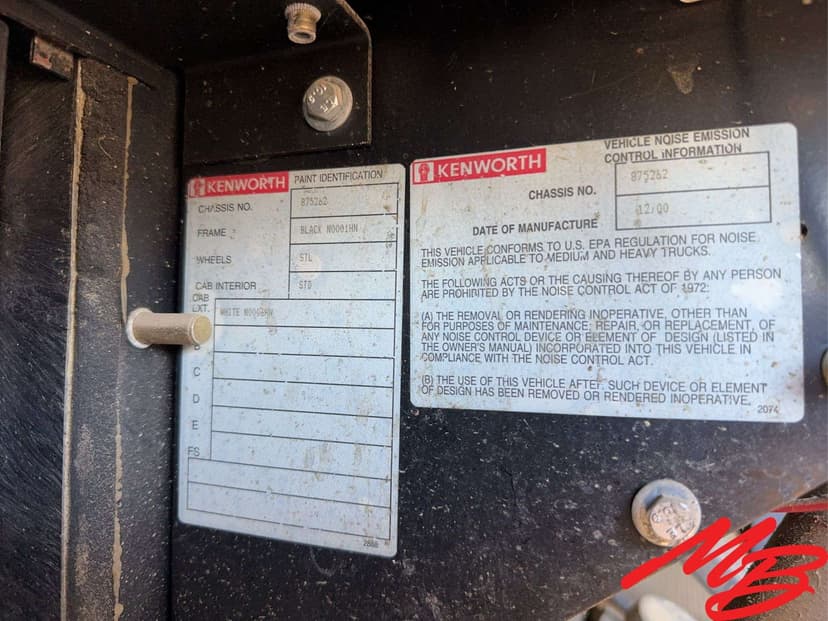 KENWORTH PAINT IDENTIFICATION
CHASSIS NO. 875262
FRAME BLACK N0001HN
WHEELS STL
CAB INTERIOR STD
CAB
EXT. WHITE
C
D
E
FS
2886
KENWORTH
VEHICLE NOISE EMISSION
CONTROL INFORMATION
CHASSIS NO. 875262
DATE OF MANUFACTURE 12/00
THIS VEHICLE CONFORMS TO U.S. EPA REGULATION FOR NOISE
EMISSION APPLICABLE TO MEDIUM AND HEAVY TRUCKS.
THE FOLLOWING ACTS OR THE CAUSING THEREOF BY ANY PERSON
ARE PROHIBITED BY THE NOISE CONTROL ACT OF 1972:
(A) THE REMOVAL OR RENDERING INOPERATIVE, OTHER THAN
FOR PURPOSES OF MAINTENANCE, REPAIR, OR REPLACEMENT, OF
ANY NOISE CONTROL DEVICE OR ELEMENT OF DESIGN (LISTED IN
THE OWNER'S MANUAL) INCORPORATED INTO THIS VEHICLE IN
COMPLIANCE WITH THE NOISE CONTROL ACT.
(B) THE USE OF THIS VEHICLE AFTER SUCH DEVICE OR ELEMENT
OF DESIGN HAS BEEN REMOVED OR RENDERED INOPERATIVE.
2074
10.9
MB